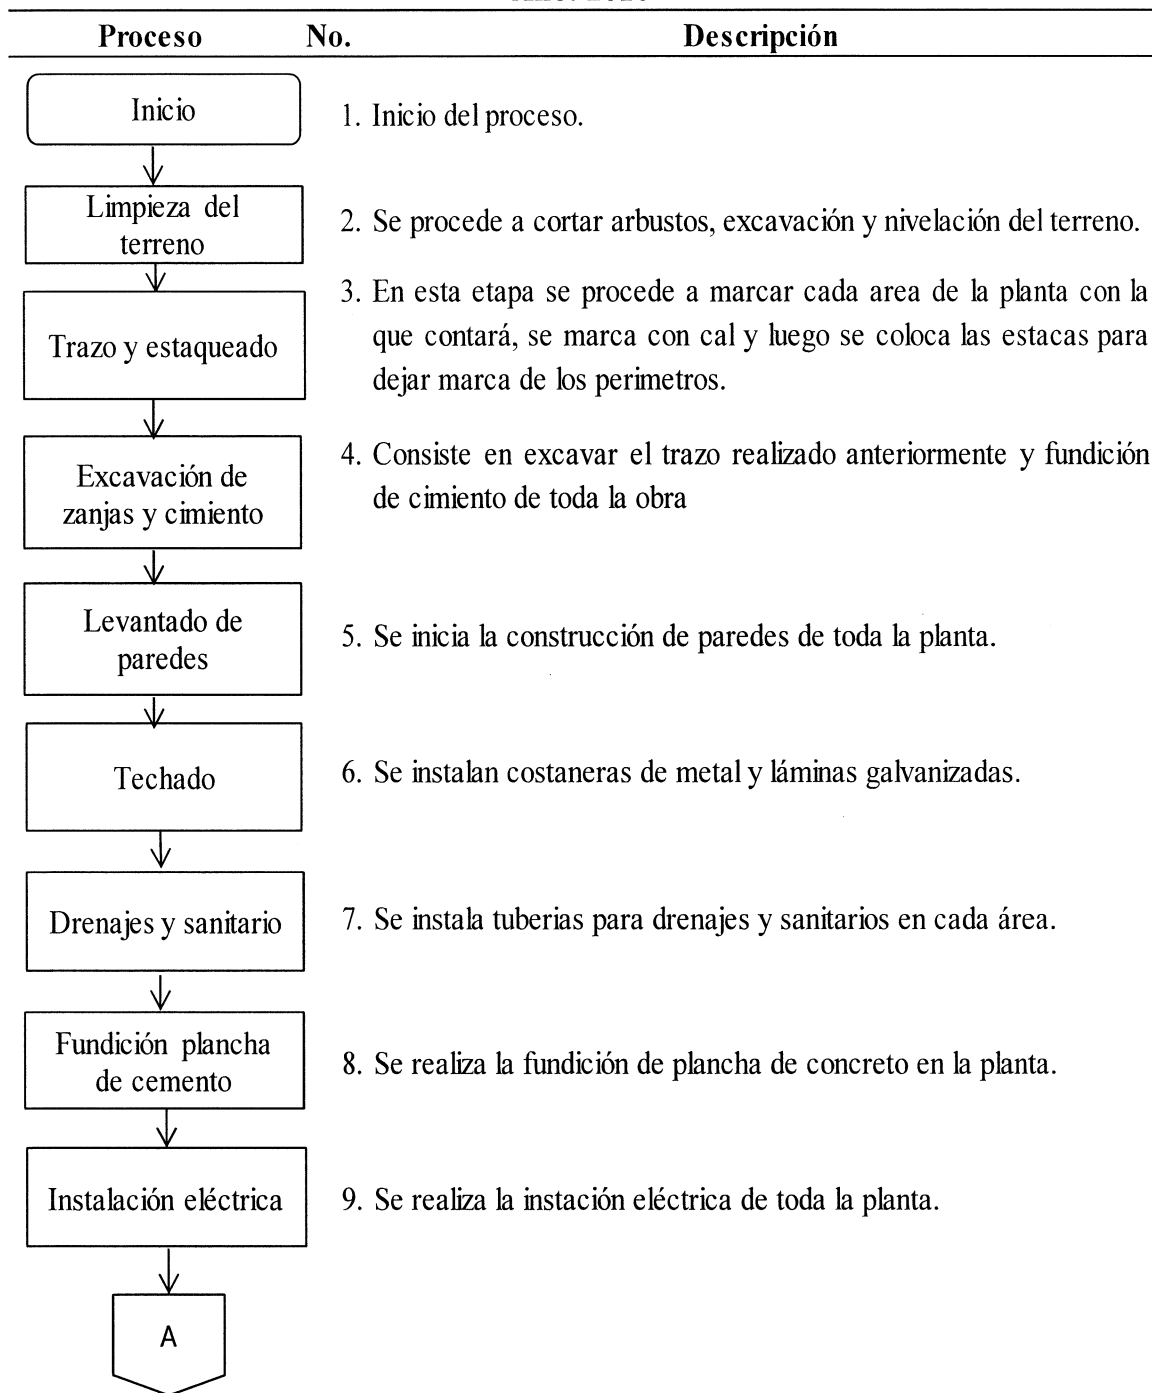 Proceso No. Descripción
Inicio
1. Inicio del proceso.
Limpieza del
terreno
2. Se procede a cortar arbustos, excavación y nivelación del terreno.
Trazo y estaqueado
3. En esta etapa se procede a marcar cada area de la planta con la
que contará, se marca con cal y luego se coloca las estacas para
dejar marca de los perimetros.
Excavación de
zanjas y cimiento
4. Consiste en excavar el trazo realizado anteriormente y fundición
de cimiento de toda la obra
Levantado de
paredes
5. Se inicia la construcción de paredes de toda la planta.
Techado
6. Se instalan costaneras de metal y láminas galvanizadas.
Drenajes y sanitario
7. Se instala tuberias para drenajes y sanitarios en cada área.
Fundición plancha
de cemento
8. Se realiza la fundición de plancha de concreto en la planta.
Instalación eléctrica
9. Se realiza la instación eléctrica de toda la planta.
A